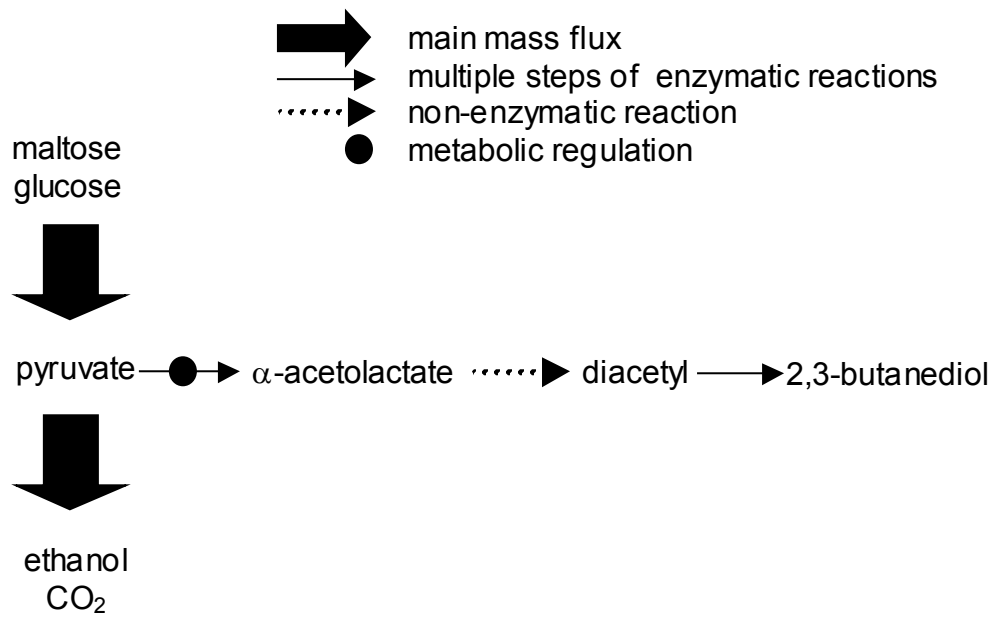 main mass flux
multiple steps of enzymatic reactions
non-enzymatic reaction
metabolic regulation
maltose
glucose
pyruvate α-acetolactate diacetyl 2,3-butanediol
ethanol
CO₂